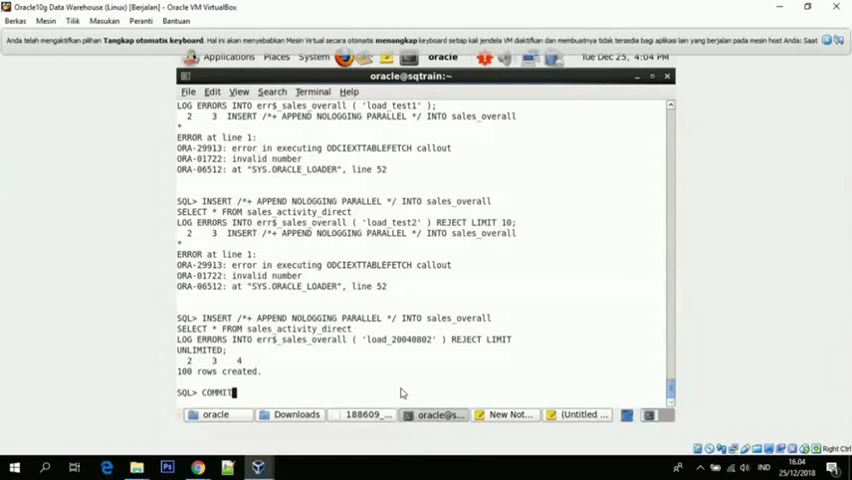 Oracle10g Data Warehouse (Linux) [Berjalan] - Oracle VM VirtualBox
Berkas Mesin Tilik Masukan Peranti Bantuan
Anda telah mengaktifkan pilihan Tangkap otomatis keyboard. Hal ini akan menyebabkan Mesin Virtual secara otomatis menangkap keyboard setiap kali jendela VM diaktifkan dan membuatnya tidak tersedia bagi aplikasi lain yang berjalan pada mesin host Anda: Saat
Applications Places System oracle Tue Dec 25, 4:04 PM
oracle@sqtrain:~
File Edit View Search Terminal Help
LOG ERRORS INTO err$_sales_overall ( 'load_test1' );
2 3 INSERT /*+ APPEND NOLOGGING PARALLEL */ INTO sales_overall
*
ERROR at line 1:
ORA-29913: error in executing ODCIEXTTABLEFETCH callout
ORA-01722: invalid number
ORA-06512: at "SYS.ORACLE_LOADER", line 52
SQL> INSERT /*+ APPEND NOLOGGING PARALLEL */ INTO sales_overall
SELECT * FROM sales_activity_direct
LOG ERRORS INTO err$_sales_overall ( 'load_test2' ) REJECT LIMIT 10;
2 3 INSERT /*+ APPEND NOLOGGING PARALLEL */ INTO sales_overall
*
ERROR at line 1:
ORA-29913: error in executing ODCIEXTTABLEFETCH callout
ORA-01722: invalid number
ORA-06512: at "SYS.ORACLE_LOADER", line 52
SQL> INSERT /*+ APPEND NOLOGGING PARALLEL */ INTO sales_overall
SELECT * FROM sales_activity_direct
LOG ERRORS INTO err$_sales_overall ( 'load_20040802' ) REJECT LIMIT
UNLIMITED;
2 3 4
100 rows created.
SQL> COMMIT
oracle Downloads 188609_... oracle@s... New Not... (Untitled ...
Right Ctrl
IND 16.04
25/12/2018